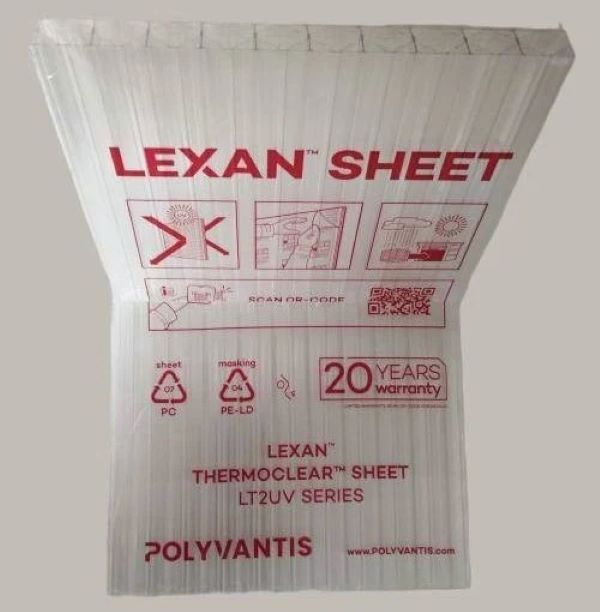 LEXAN™ SHEET
SCAN QR-CODE
sheet
masking
07
04
PC
PE-LD
20 YEARS
warranty
LEXAN™
THERMOCLEAR™ SHEET
LT2UV SERIES
POLYVANTIS
www.POLYVANTIS.com